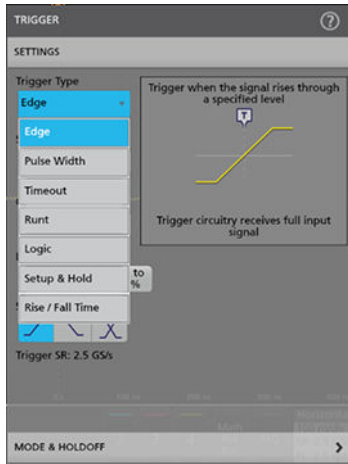 TRIGGER
?
SETTINGS
Trigger Type
Edge
Edge
Pulse Width
Timeout
Runt
Logic
Setup & Hold
Rise / Fall Time
to
%
Trigger SR: 2.5 GS/s
Trigger when the signal rises through
a specified level
T
Trigger circuitry receives full input
signal
MODE & HOLDOFF